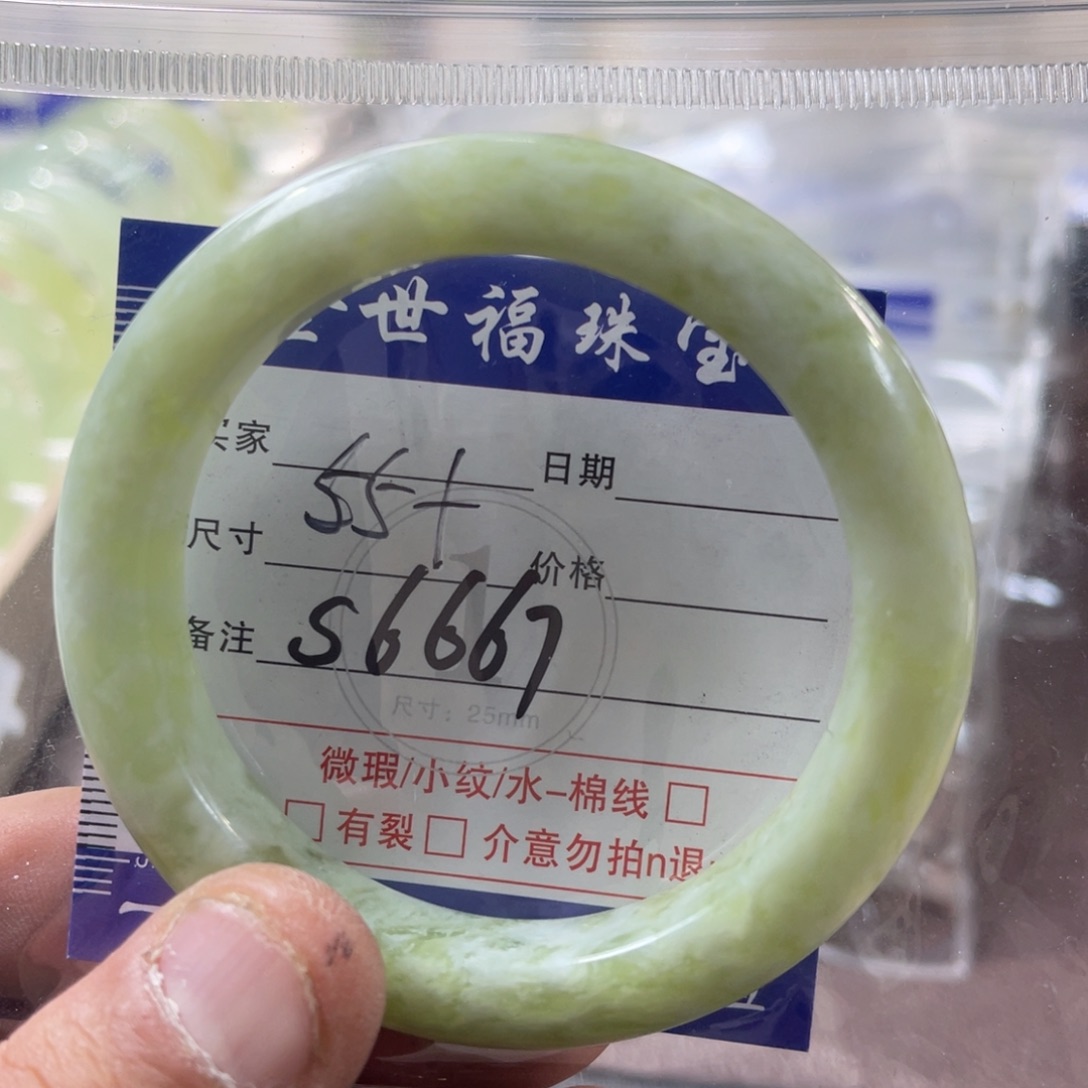 世福珠宝
买家 55+ 日期
尺寸 价格
备注 S6667
尺寸：25mm
微瑕/小纹/水-棉线 □
□ 有裂 □ 介意勿拍n退